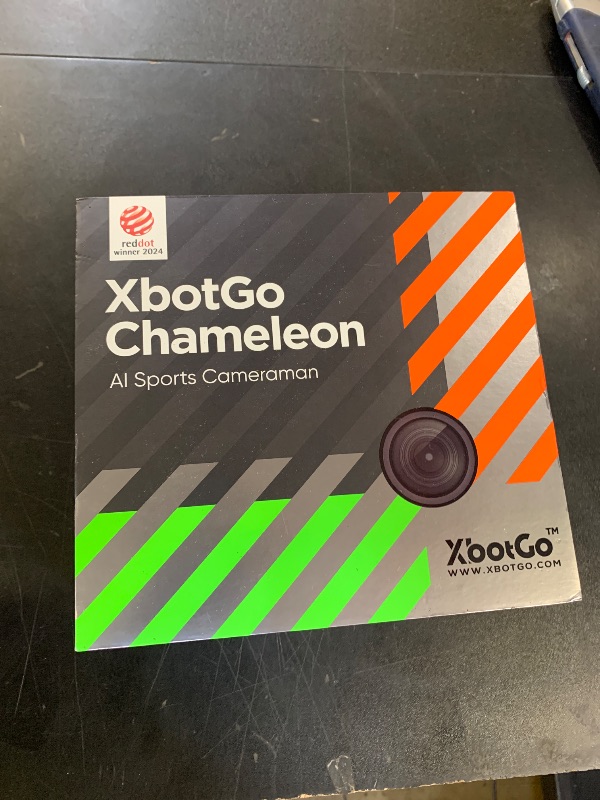 reddot
winner 2024
XbotGo
Chameleon
AI Sports Cameraman
XbotGo™
WWW.XBOTGO.COM